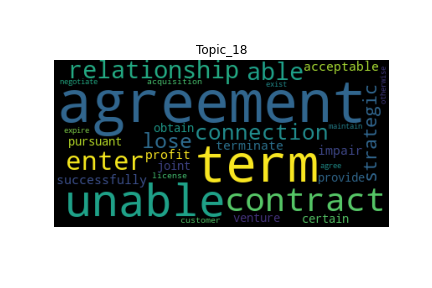 Topic_18
relationship able acceptable
negotiate acquisition exist otherwise
agreement
strategic
obtain connection
expire maintain
pursuant lose terminate
enter profit term impair
joint agree
successfully license provide
unable contract
customer venture certain